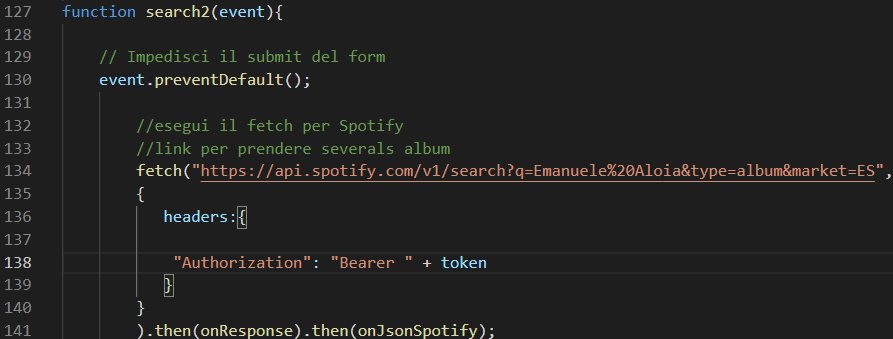 127 function search2(event){
128
129 // Impedisci il submit del form
130 event.preventDefault();
131
132 //esegui il fetch per Spotify
133 //link per prendere severals album
134 fetch("https://api.spotify.com/v1/search?q=Emanuele%20Aloia&type=album&market=ES",
135 {
136 headers:{
137
138 "Authorization": "Bearer " + token
139 }
140 }
141 ).then(onResponse).then(onJsonSpotify);